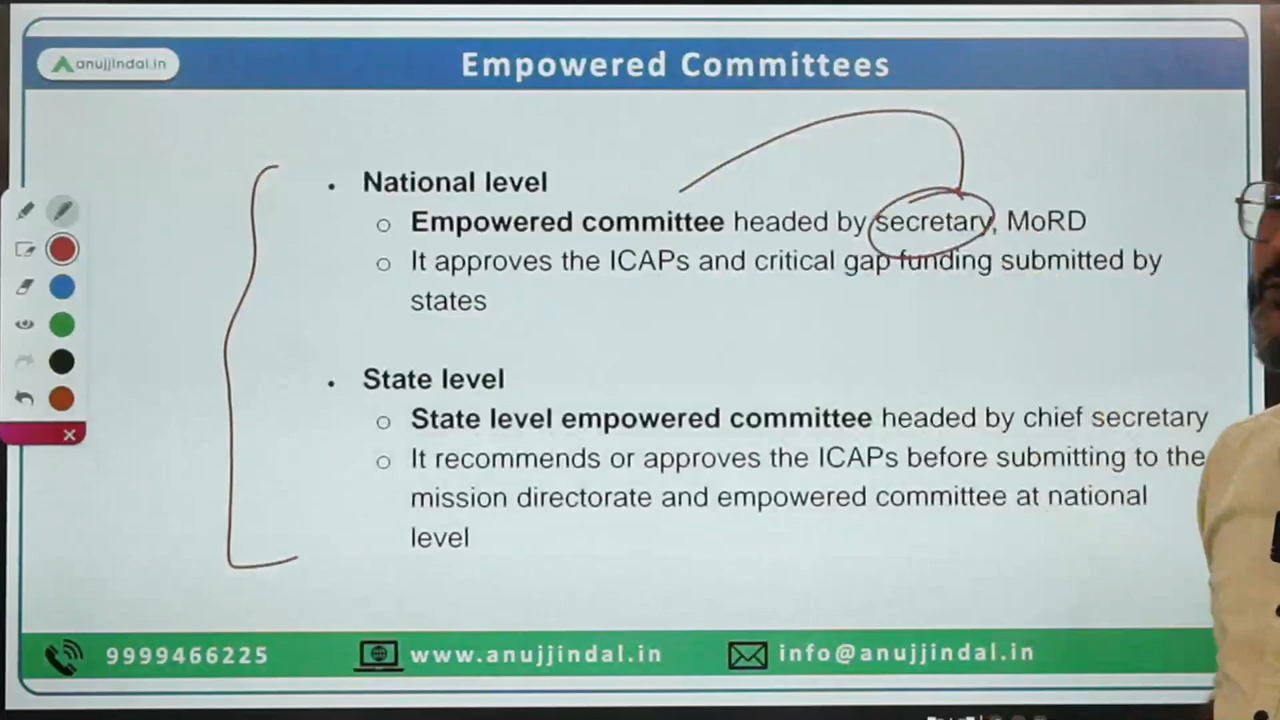 anujjindal.in
Empowered Committees
• National level
o Empowered committee headed by secretary, MoRD
o It approves the ICAPs and critical gap funding submitted by
states
• State level
o State level empowered committee headed by chief secretary
o It recommends or approves the ICAPs before submitting to the
mission directorate and empowered committee at national
level
9999466225
www.anujjindal.in
info@anujjindal.in